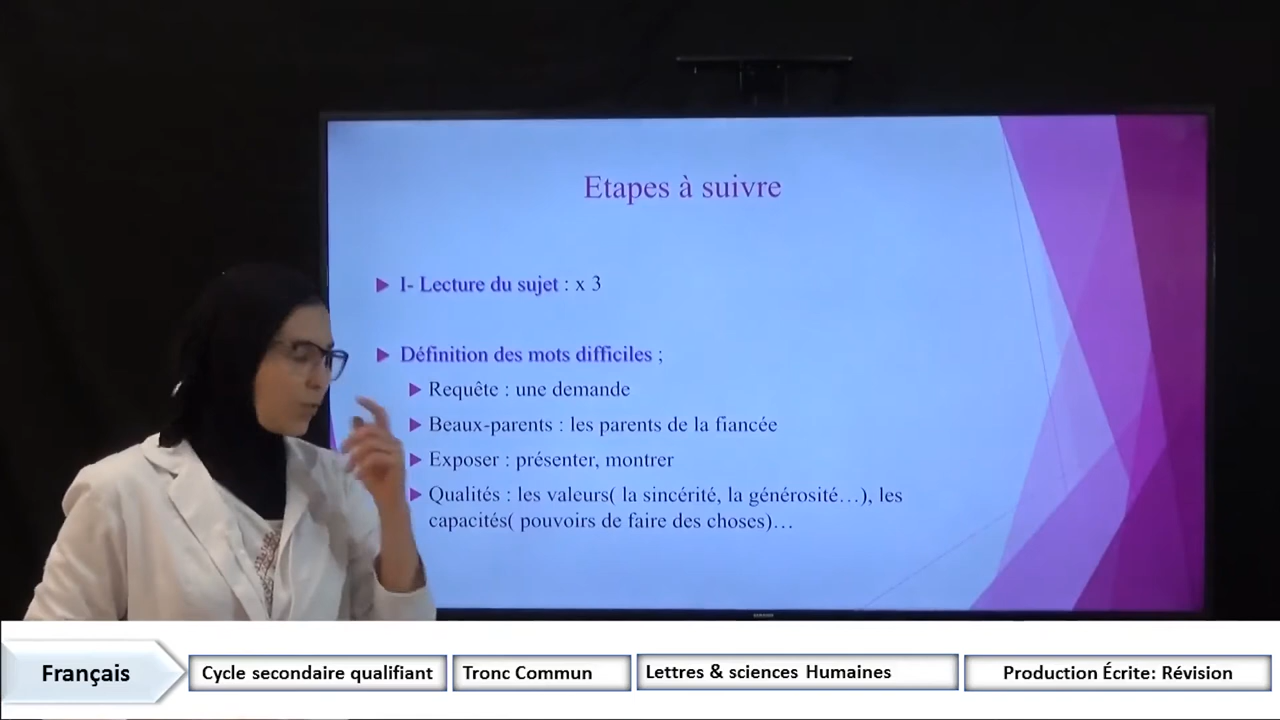 Etapes à suivre
I- Lecture du sujet : x 3
Définition des mots difficiles ;
Requête : une demande
Beaux-parents : les parents de la fiancée
Exposer : présenter, montrer
Qualités : les valeurs( la sincérité, la générosité…), les
capacités( pouvoirs de faire des choses)…
SAMSUNG
Français
Cycle secondaire qualifiant
Tronc Commun
Lettres & sciences Humaines
Production Écrite: Révision